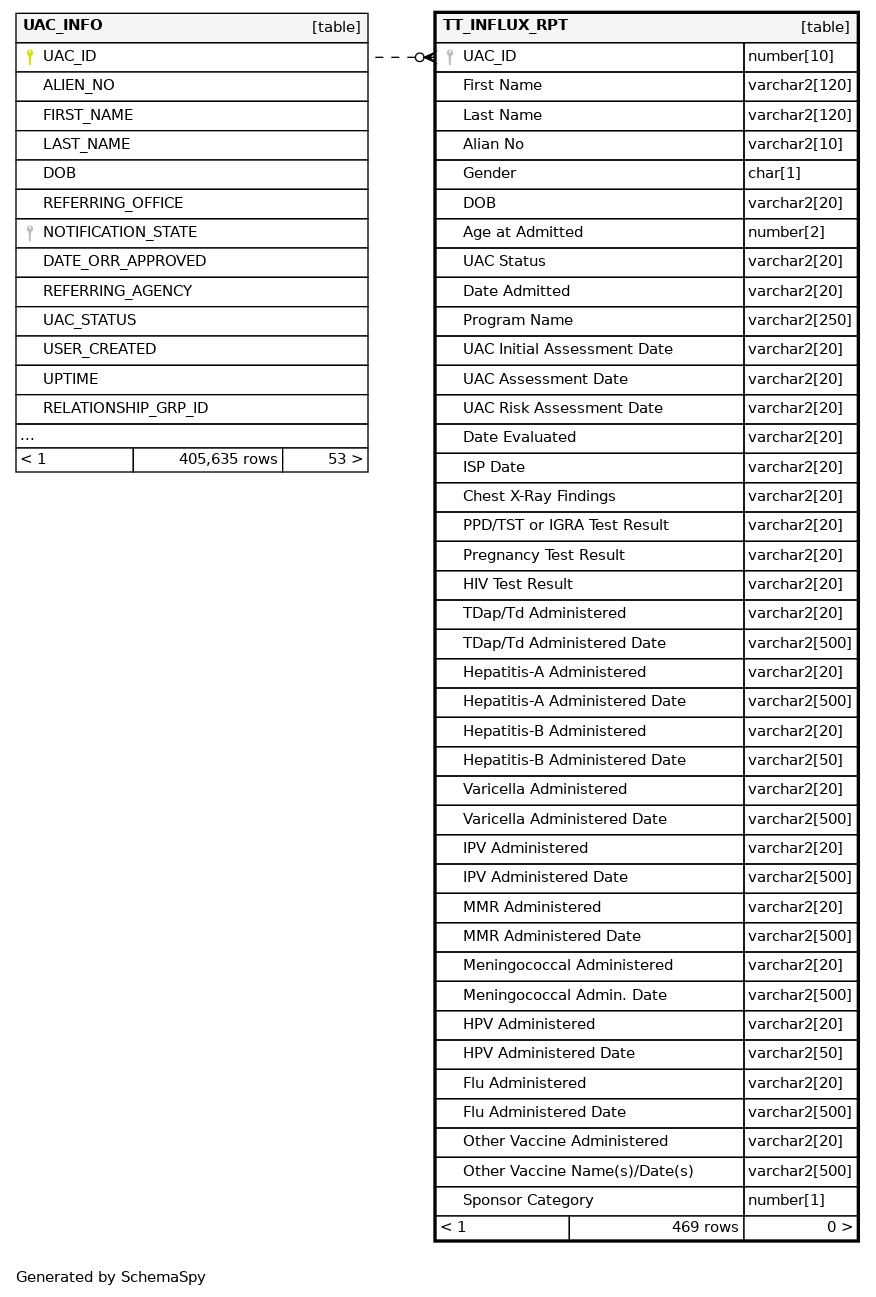 UAC_INFO [table]
UAC_ID
ALIEN_NO
FIRST_NAME
LAST_NAME
DOB
REFERRING_OFFICE
NOTIFICATION_STATE
DATE_ORR_APPROVED
REFERRING_AGENCY
UAC_STATUS
USER_CREATED
UPTIME
RELATIONSHIP_GRP_ID
...
< 1 405,635 rows 53 >
TT_INFLUX_RPT [table]
UAC_ID number[10]
First Name varchar2[120]
Last Name varchar2[120]
Alian No varchar2[10]
Gender char[1]
DOB varchar2[20]
Age at Admitted number[2]
UAC Status varchar2[20]
Date Admitted varchar2[20]
Program Name varchar2[250]
UAC Initial Assessment Date varchar2[20]
UAC Assessment Date varchar2[20]
UAC Risk Assessment Date varchar2[20]
Date Evaluated varchar2[20]
ISP Date varchar2[20]
Chest X-Ray Findings varchar2[20]
PPD/TST or IGRA Test Result varchar2[20]
Pregnancy Test Result varchar2[20]
HIV Test Result varchar2[20]
TDap/Td Administered varchar2[20]
TDap/Td Administered Date varchar2[500]
Hepatitis-A Administered varchar2[20]
Hepatitis-A Administered Date varchar2[500]
Hepatitis-B Administered varchar2[20]
Hepatitis-B Administered Date varchar2[50]
Varicella Administered varchar2[20]
Varicella Administered Date varchar2[500]
IPV Administered varchar2[20]
IPV Administered Date varchar2[500]
MMR Administered varchar2[20]
MMR Administered Date varchar2[500]
Meningococcal Administered varchar2[20]
Meningococcal Admin. Date varchar2[500]
HPV Administered varchar2[20]
HPV Administered Date varchar2[50]
Flu Administered varchar2[20]
Flu Administered Date varchar2[500]
Other Vaccine Administered varchar2[20]
Other Vaccine Name(s)/Date(s) varchar2[500]
Sponsor Category number[1]
< 1 469 rows 0 >
Generated by SchemaSpy